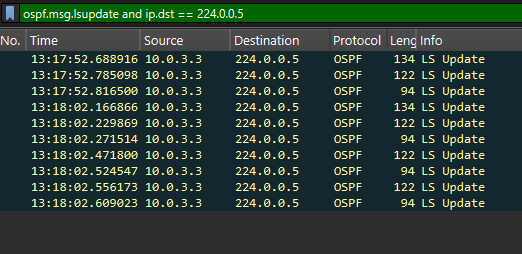 ospf.msg.lsupdate and ip.dst == 224.0.0.5
No. Time Source Destination Protocol Leng Info
13:17:52.688916 10.0.3.3 224.0.0.5 OSPF 134 LS Update
13:17:52.785098 10.0.3.3 224.0.0.5 OSPF 122 LS Update
13:17:52.816500 10.0.3.3 224.0.0.5 OSPF 94 LS Update
13:18:02.166866 10.0.3.3 224.0.0.5 OSPF 134 LS Update
13:18:02.229869 10.0.3.3 224.0.0.5 OSPF 122 LS Update
13:18:02.271514 10.0.3.3 224.0.0.5 OSPF 94 LS Update
13:18:02.471800 10.0.3.3 224.0.0.5 OSPF 122 LS Update
13:18:02.524547 10.0.3.3 224.0.0.5 OSPF 94 LS Update
13:18:02.556173 10.0.3.3 224.0.0.5 OSPF 122 LS Update
13:18:02.609023 10.0.3.3 224.0.0.5 OSPF 94 LS Update